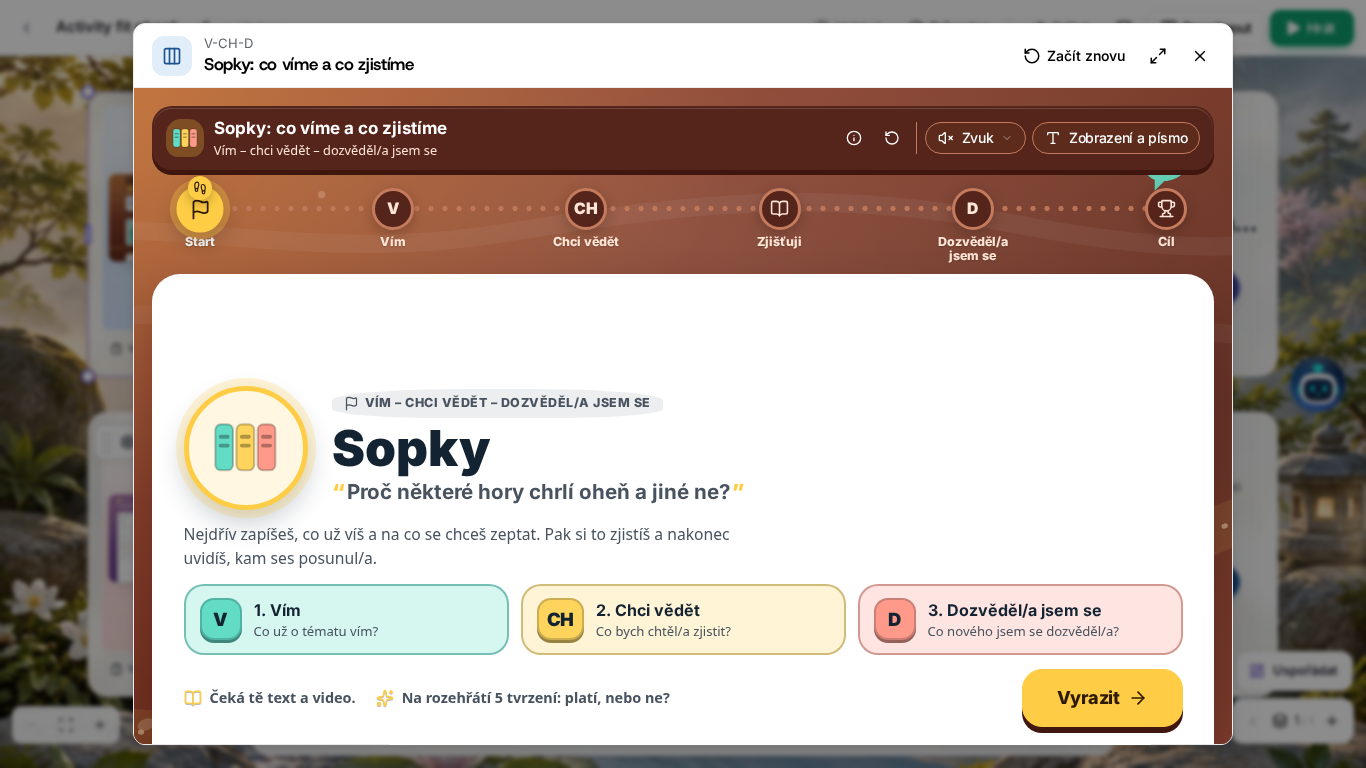 V-CH-D
Sopky: co víme a co zjistíme
Začít znovu
Sopky: co víme a co zjistíme
Vím – chci vědět – dozvěděl/a jsem se
Zvuk
Zobrazení a písmo
V
CH
D
Start
Vím
Chci vědět
Zjišťuji
Dozvěděl/a
jsem se
Cíl
VÍM – CHCI VĚDĚT – DOZVĚDĚL/A JSEM SE
Sopky
“Proč některé hory chrlí oheň a jiné ne?”
Nejdřív zapíšeš, co už víš a na co se chceš zeptat. Pak si to zjistíš a nakonec
uvidíš, kam ses posunul/a.
V
1. Vím
Co už o tématu vím?
CH
2. Chci vědět
Co bych chtěl/a zjistit?
D
3. Dozvěděl/a jsem se
Co nového jsem se dozvěděl/a?
Čeká tě text a video.
Na rozehřátí 5 tvrzení: platí, nebo ne?
Vyrazit
Uspořádat